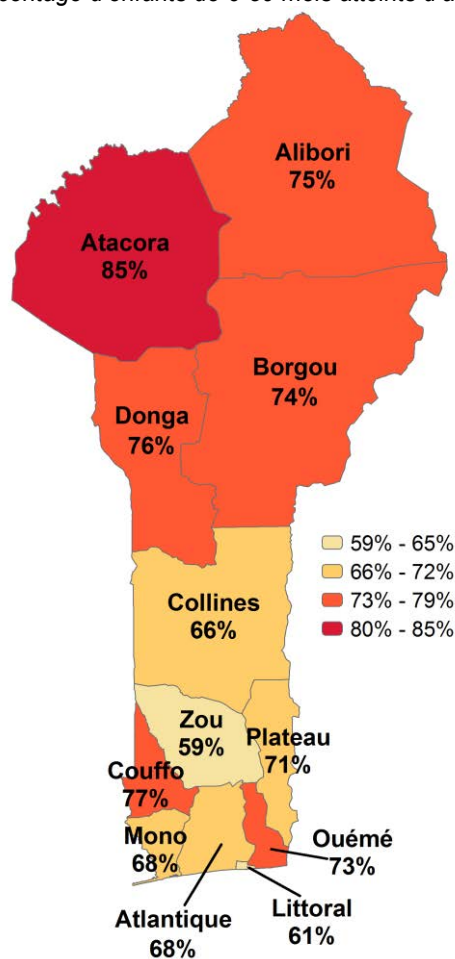 Alibori
75%
Atacora
85%
Borgou
74%
Donga
76%
59% - 65%
66% - 72%
73% - 79%
80% - 85%
Collines
66%
Zou
59%
Plateau
71%
Couffo
77%
Mono
68%
Ouémé
73%
Littoral
61%
Atlantique
68%